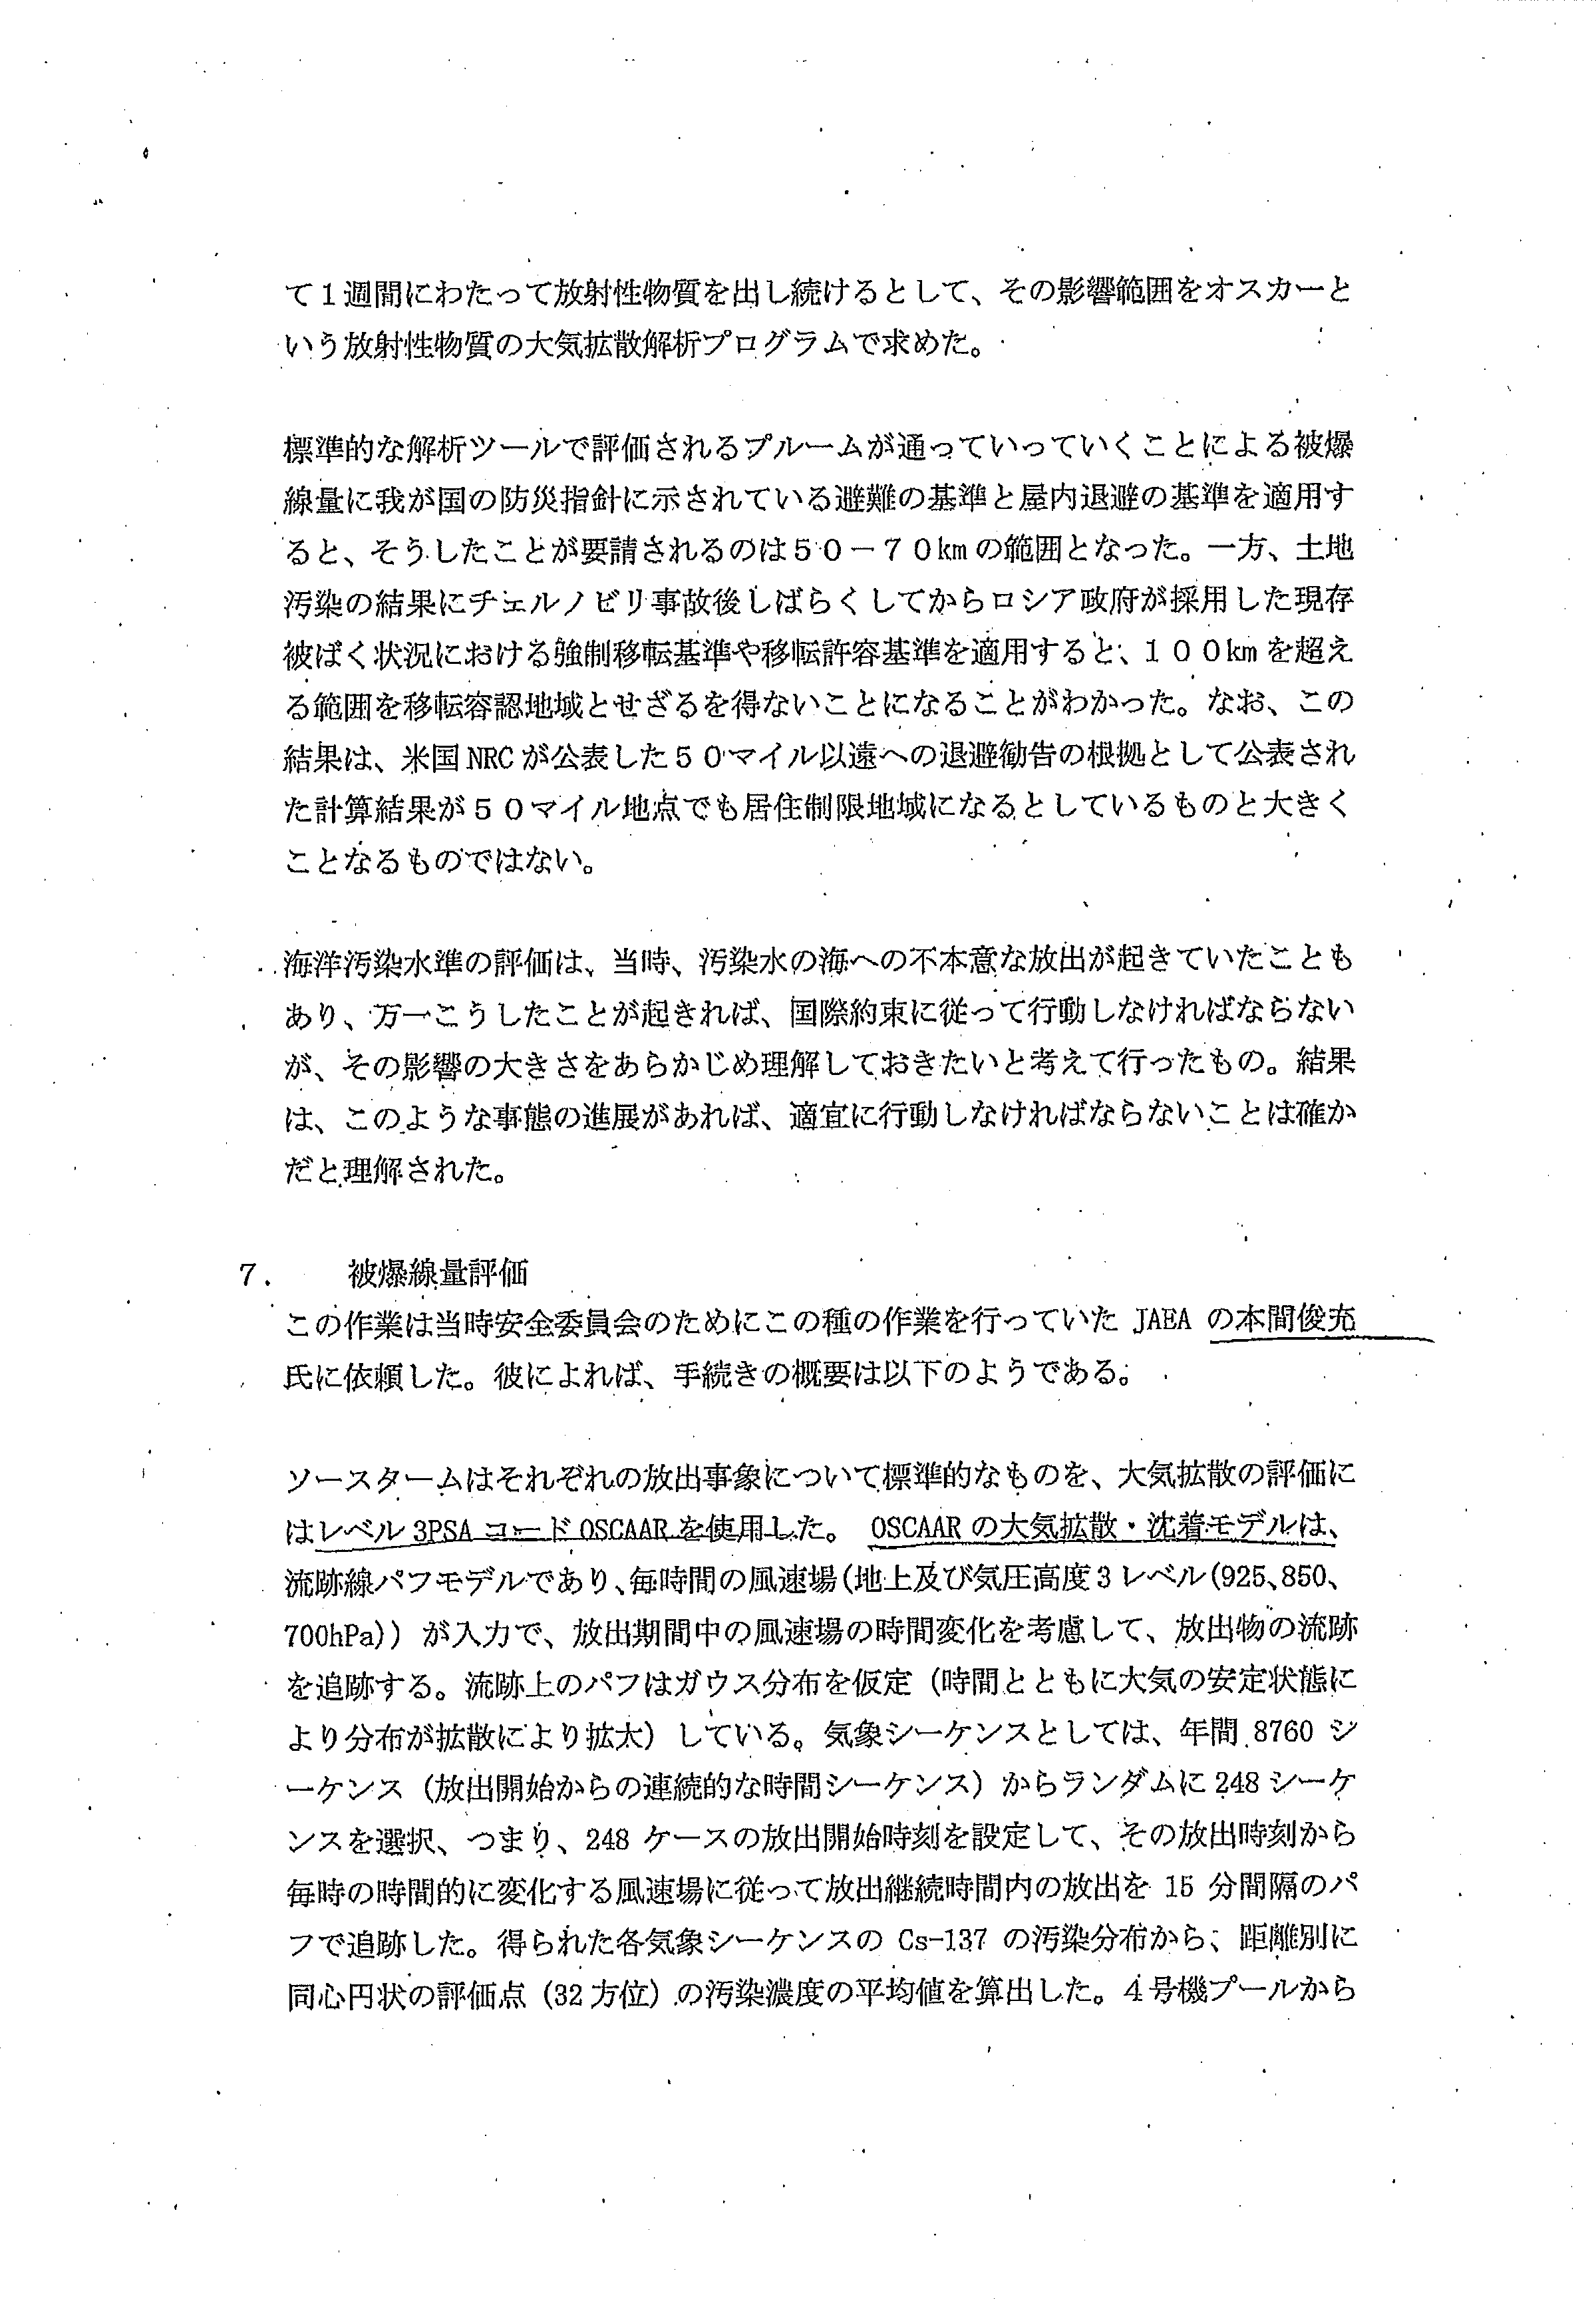 て１週間にわたって放射性物質を出し続けるとして、その影響範囲をオスカーと
いう放射性物質の大気拡散解析プログラムで求めた。
標準的な解析ツールで評価されるプルームが通っていっていくことによる被爆
線量に我が国の防災指針に示されている避難の基準と屋内退避の基準を適用す
ると、そうしたことが要請されるのは５０－７０kmの範囲となった。一方、土地
汚染の結果にチェルノビリ事故後しばらくしてからロシア政府が採用した現存
被ばく状況における強制移転基準や移転許容基準を適用すると、１００kmを超え
る範囲を移転容認地域とせざるを得ないことになることがわかった。なお、この
結果は、米国NRCが公表した５０マイル以遠への退避勧告の根拠として公表され
た計算結果が５０マイル地点でも居住制限地域になるとしているものと大きく
ことなるものではない。
海洋汚染水準の評価は、当時、汚染水の海への不本意な放出が起きていたことも
あり、万一こうしたことが起きれば、国際約束に従って行動しなければならない
が、その影響の大きさをあらかじめ理解しておきたいと考えて行ったもの。結果
は、このような事態の進展があれば、適宜に行動しなければならないことは確か
だと理解された。
７．　被爆線量評価
この作業は当時安全委員会のためにこの種の作業を行っていた JAEA の本間俊充
氏に依頼した。彼によれば、手続きの概要は以下のようである。
ソースタームはそれぞれの放出事象について標準的なものを、大気拡散の評価に
はレベル 3PSA コード OSCAAR を使用した。 OSCAAR の大気拡散・沈着モデルは、
流跡線パフモデルであり、毎時間の風速場（地上及び気圧高度３レベル(925、850、
700hPa)）が入力で、放出期間中の風速場の時間変化を考慮して、放出物の流跡
を追跡する。流跡上のパフはガウス分布を仮定（時間とともに大気の安定状態に
より分布が拡散により拡大）している。気象シーケンスとしては、年間 8760 シ
ーケンス（放出開始からの連続的な時間シーケンス）からランダムに 248 シーケ
ンスを選択、つまり、248 ケースの放出開始時刻を設定して、その放出時刻から
毎時の時間的に変化する風速場に従って放出継続時間内の放出を 15 分間隔のパ
フで追跡した。得られた各気象シーケンスの Cs-137 の汚染分布から、距離別に
同心円状の評価点（32 方位）の汚染濃度の平均値を算出した。４号機プールから